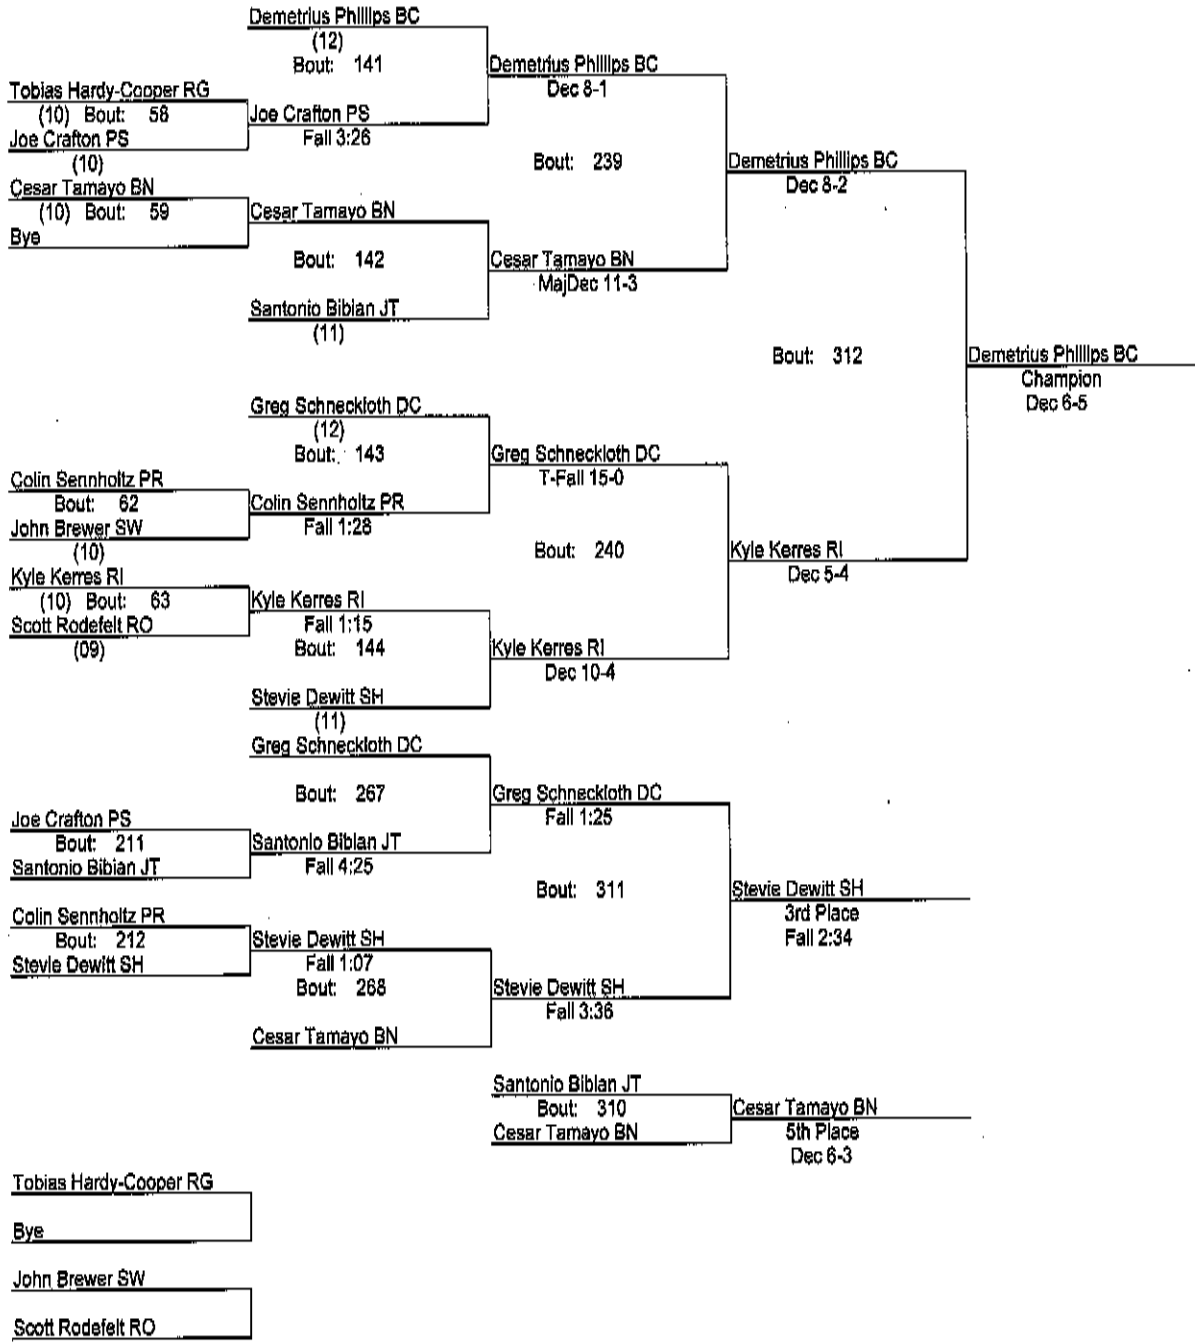 Demetrius Phillips BC
(12)
Bout: 141
Demetrius Phillips BC
Dec 8-1
Tobias Hardy-Cooper RG
(10) Bout: 58
Joe Crafton PS
(10)
Joe Crafton PS
Fall 3:26
Bout: 239
Demetrius Phillips BC
Dec 8-2
Cesar Tamayo BN
(10) Bout: 59
Bye
Cesar Tamayo BN
Bout: 142
Cesar Tamayo BN
MajDec 11-3
Santonio Bibian JT
(11)
Bout: 312
Demetrius Phillips BC
Champion
Dec 6-5
Greg Schneckloth DC
(12)
Bout: 143
Greg Schneckloth DC
T-Fall 15-0
Colin Sennholtz PR
Bout: 62
John Brewer SW
(10)
Colin Sennholtz PR
Fall 1:28
Bout: 240
Kyle Kerres RI
Dec 5-4
Kyle Kerres RI
(10) Bout: 63
Scott Rodefelt RO
(09)
Kyle Kerres RI
Fall 1:15
Bout: 144
Kyle Kerres RI
Dec 10-4
Stevie Dewitt SH
(11)
Greg Schneckloth DC
Bout: 267
Greg Schneckloth DC
Fall 1:25
Joe Crafton PS
Bout: 211
Santonio Bibian JT
Santonio Bibian JT
Fall 4:25
Bout: 311
Stevie Dewitt SH
3rd Place
Fall 2:34
Colin Sennholtz PR
Bout: 212
Stevie Dewitt SH
Stevie Dewitt SH
Fall 1:07
Bout: 268
Stevie Dewitt SH
Fall 3:36
Cesar Tamayo BN
Santonio Bibian JT
Bout: 310
Cesar Tamayo BN
Cesar Tamayo BN
5th Place
Dec 6-3
Tobias Hardy-Cooper RG
Bye
John Brewer SW
Scott Rodefelt RO